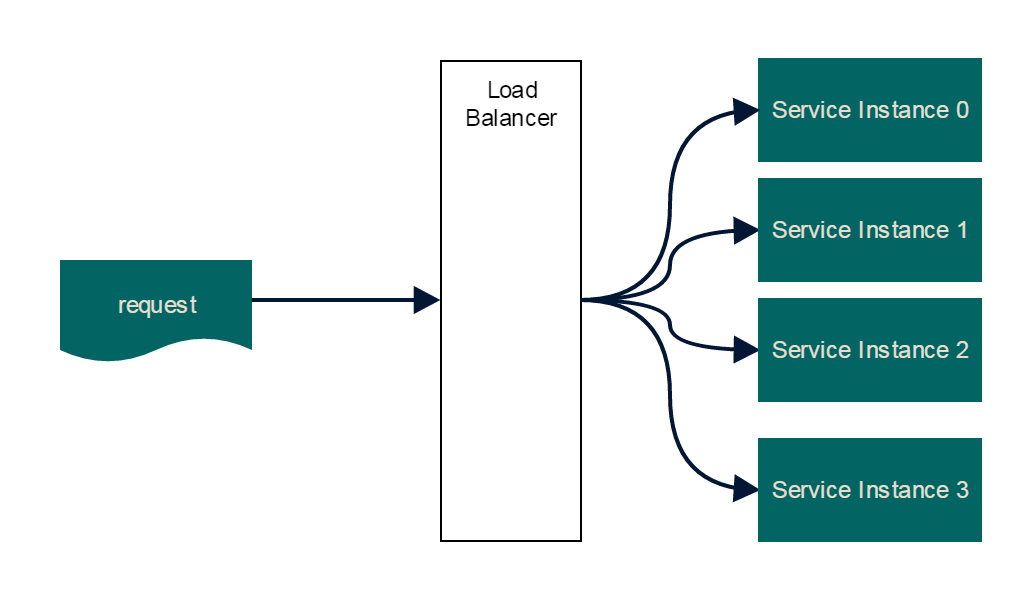 Load
Balancer
request
Service Instance 0
Service Instance 1
Service Instance 2
Service Instance 3